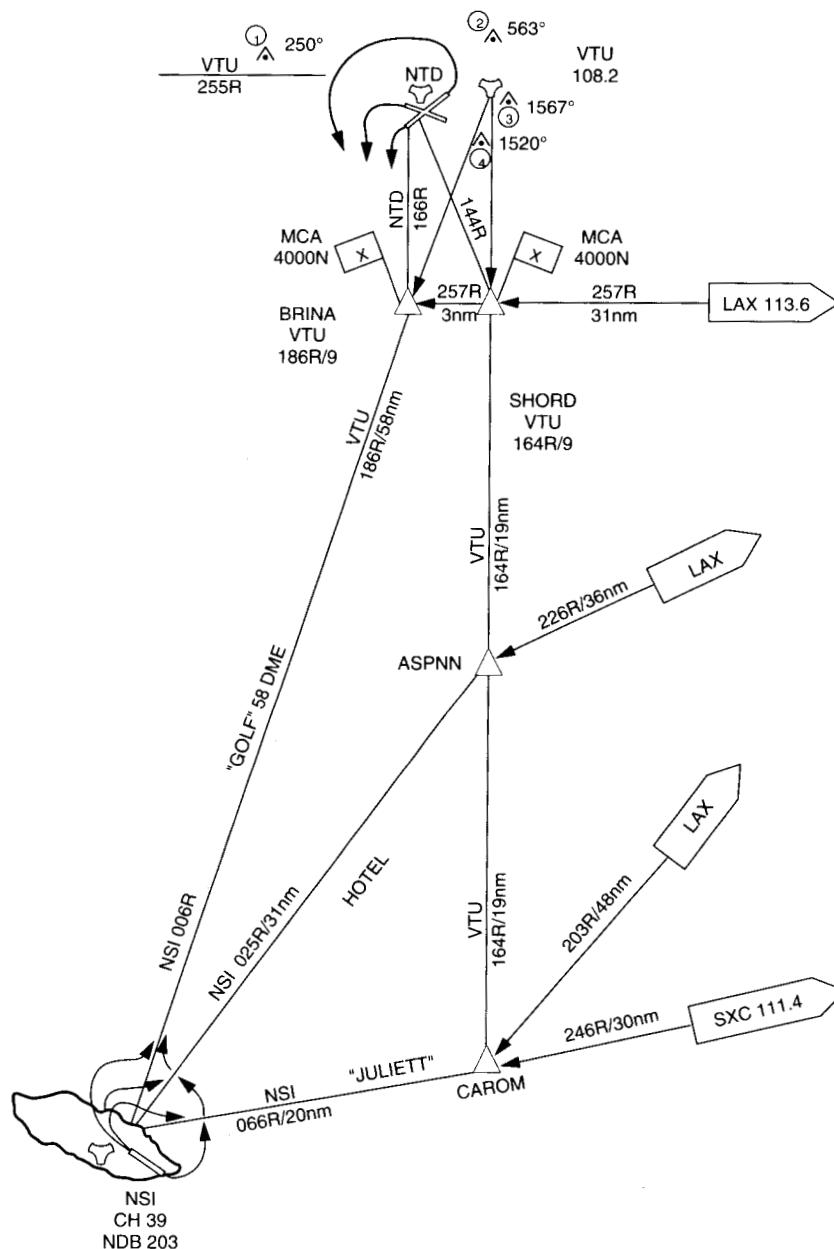 1
250°
VTU
255R
NTD
2
563°
VTU
108.2
3
1567°
4
1520°
NTD
166R
144R
MCA
4000N
X
MCA
4000N
X
BRINA
VTU
186R/9
257R
3nm
257R
31nm
LAX 113.6
SHORD
VTU
164R/9
VTU
186R/58nm
VTU
164R/19nm
LAX
226R/36nm
ASPNN
"GOLF" 58 DME
HOTEL
NSI 006R
NSI 025R/31nm
VTU
164R/19nm
LAX
203R/48nm
SXC 111.4
246R/30nm
"JULIETT"
NSI
066R/20nm
CAROM
NSI
CH 39
NDB 203